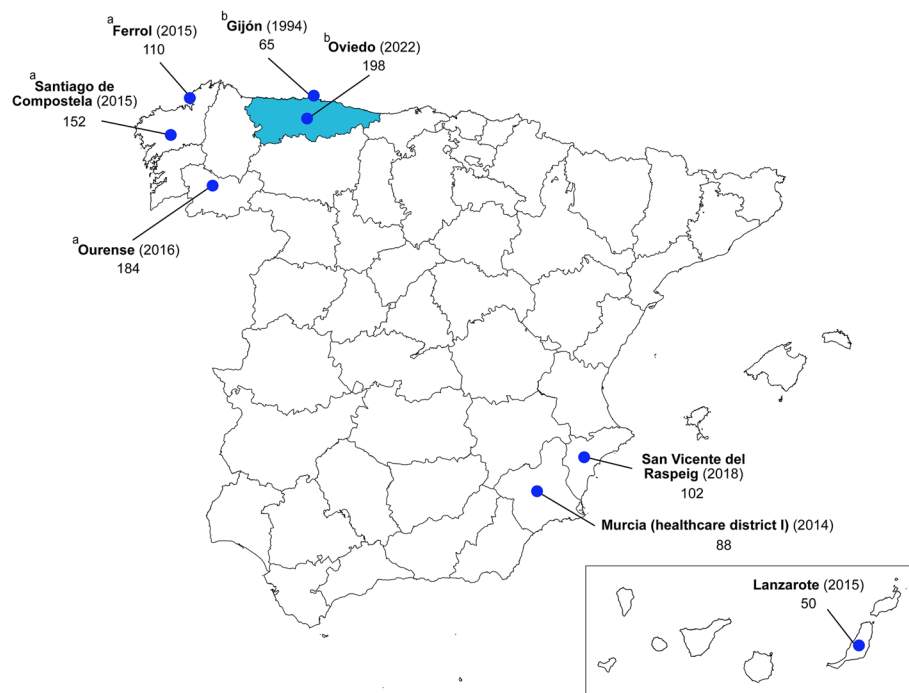 aFerrol (2015)
110
bGijón (1994)
65
bOviedo (2022)
198
aSantiago de
Compostela (2015)
152
aOurense (2016)
184
San Vicente del
Raspeig (2018)
102
Murcia (healthcare district I) (2014)
88
Lanzarote (2015)
50